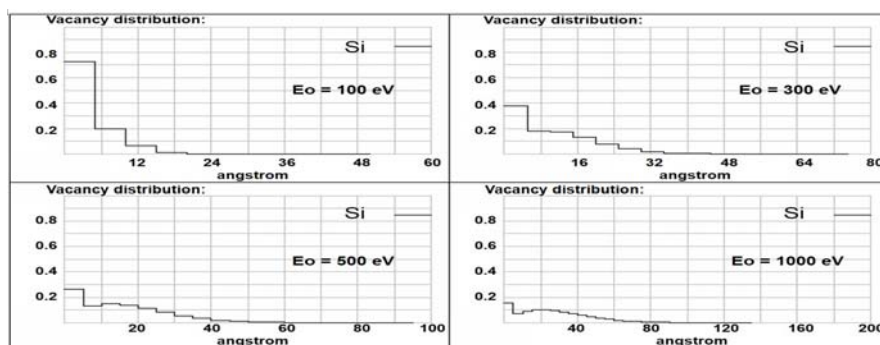 Vacancy distribution:
Si
0.8
0.6
Eo = 100 eV
0.4
0.2
12 24 36 48 60
angstrom
Vacancy distribution:
Si
0.8
0.6
Eo = 300 eV
0.4
0.2
16 32 48 64 80
angstrom
Vacancy distribution:
Si
0.8
0.6
Eo = 500 eV
0.4
0.2
20 40 60 80 100
angstrom
Vacancy distribution:
Si
0.8
0.6
Eo = 1000 eV
0.4
0.2
40 80 120 160 200
angstrom